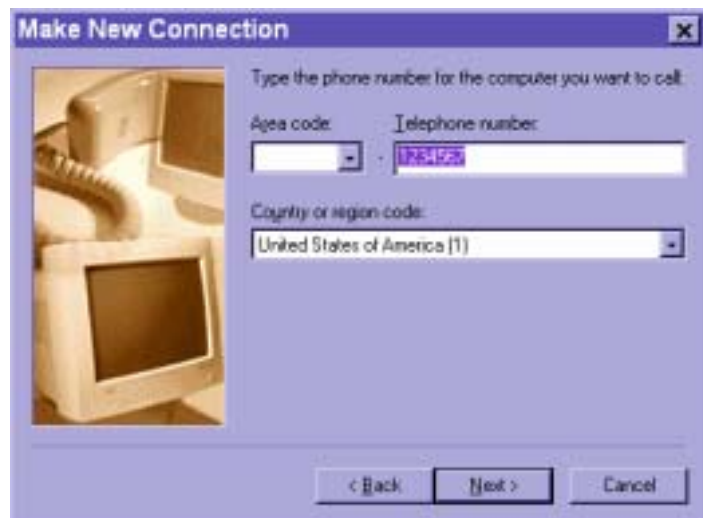 Make New Connection
Type the phone number for the computer you want to call:
Area code:
Telephone number:
-
1234567
Country or region code:
United States of America (1)
< Back
Next >
Cancel